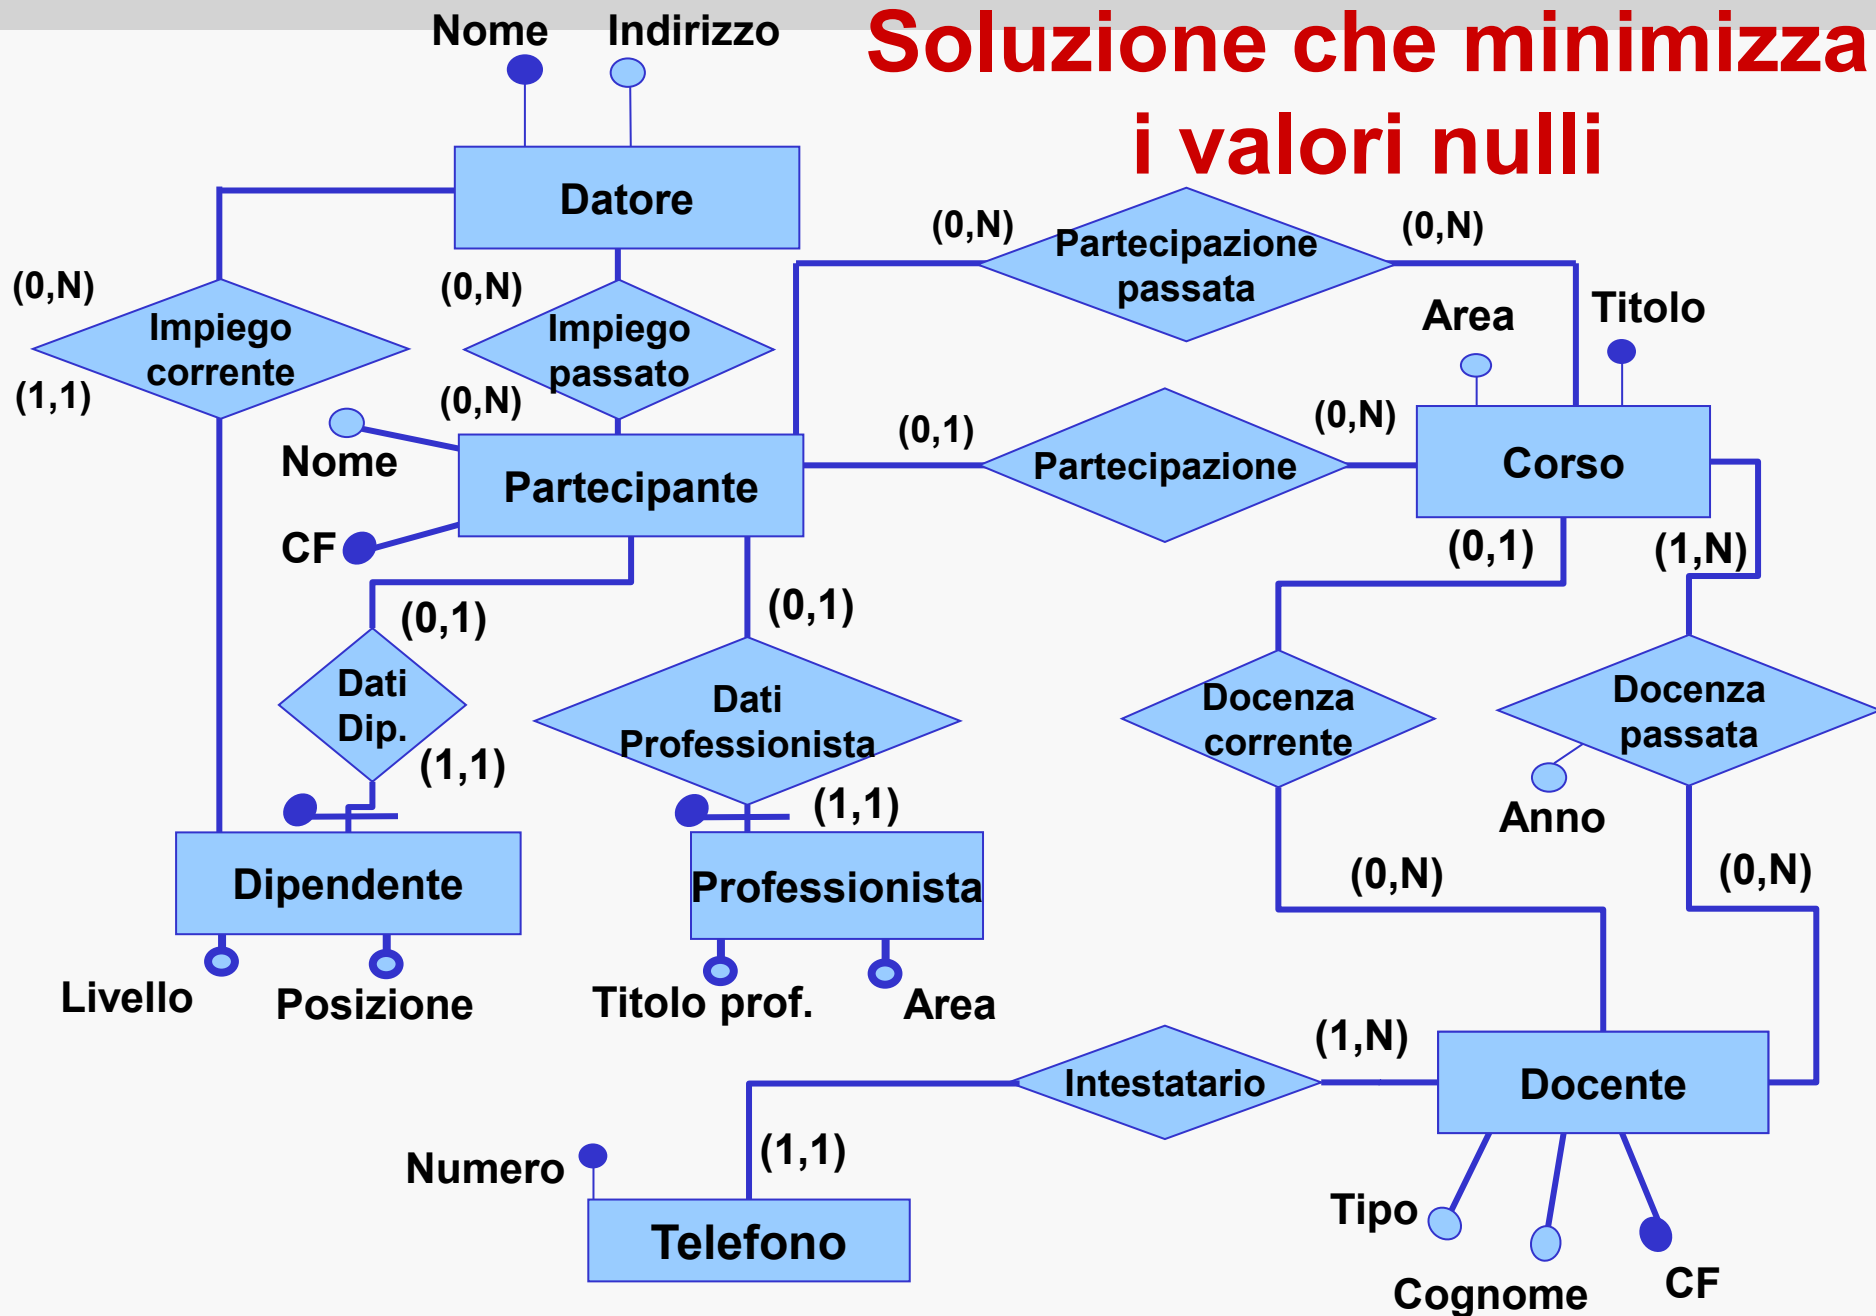 Soluzione che minimizza
i valori nulli
Nome
Indirizzo
Datore
(0,N)
(0,N)
(0,N)
(0,N)
Partecipazione
passata
Impiego
corrente
Impiego
passato
Area
Titolo
(1,1)
(0,N)
(0,1)
(0,N)
Nome
Partecipante
Partecipazione
Corso
CF
(0,1)
(1,N)
(0,1)
(0,1)
Dati
Dip.
Dati
Professionista
Docenza
corrente
Docenza
passata
(1,1)
(1,1)
Anno
Dipendente
Professionista
(0,N)
(0,N)
Livello
Posizione
Titolo prof.
Area
(1,N)
Intestatario
Docente
(1,1)
Numero
Telefono
Tipo
Cognome
CF